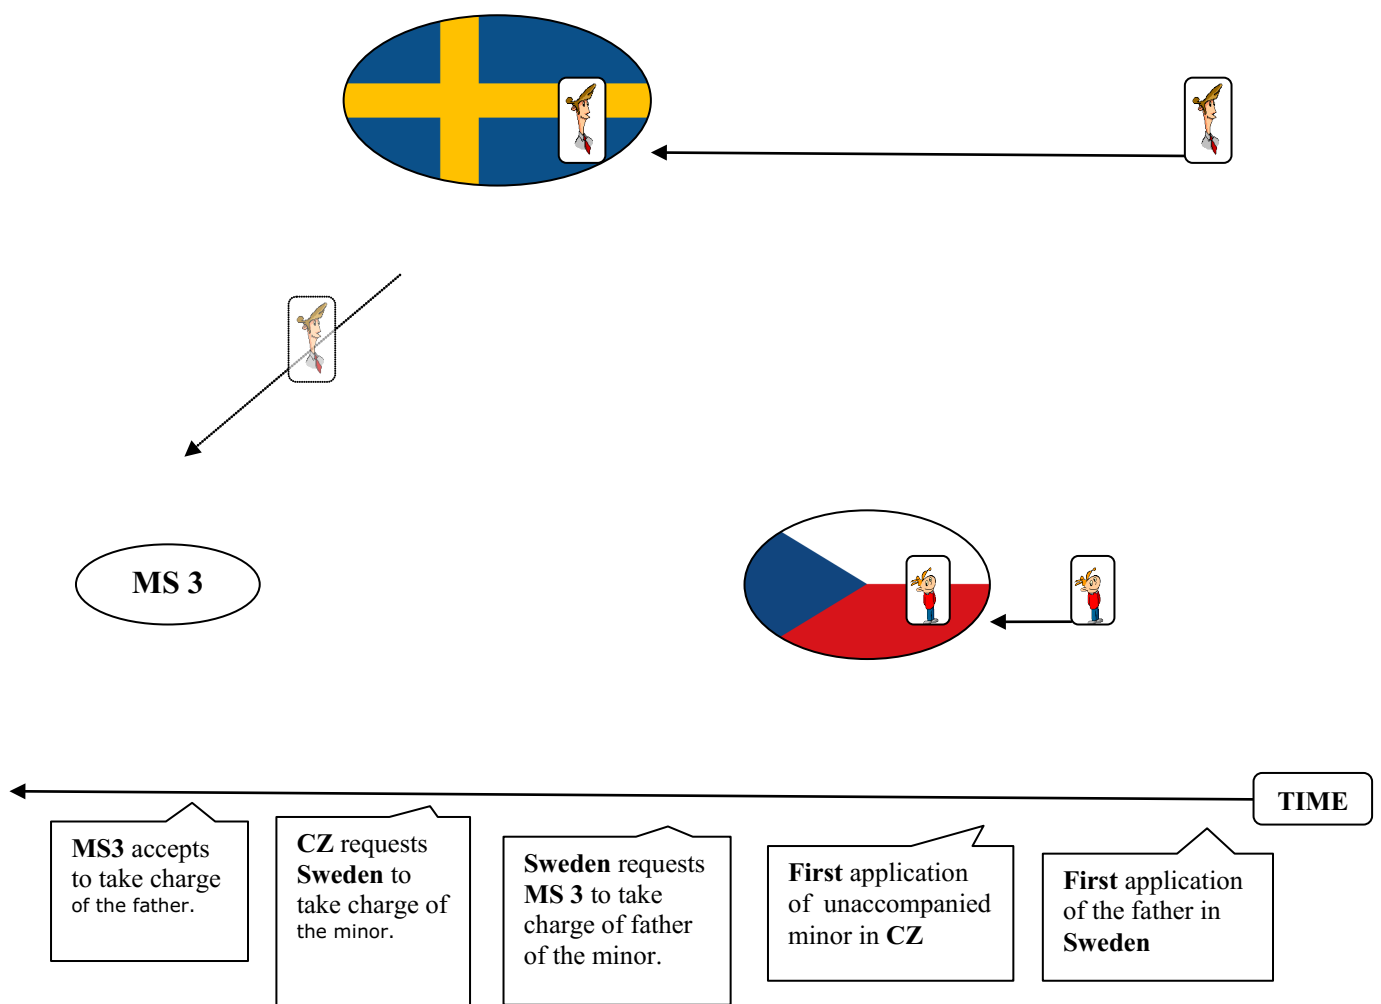 MS 3
TIME
MS3 accepts
to take charge
of the father.
CZ requests
Sweden to
take charge of
the minor.
Sweden requests
MS 3 to take
charge of father
of the minor.
First application
of unaccompanied
minor in CZ
First application
of the father in
Sweden